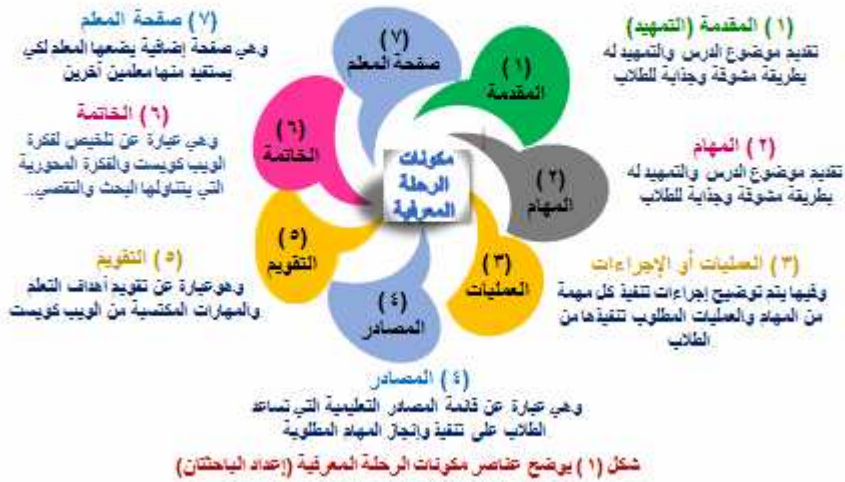 (١) المقدمة (التمهيد)
تقديم موضوع الدرس والتمهيد له
بطريقة مشوقة وجذابة للطلاب
(٢) المهام
تقديم موضوع الدرس والتمهيد له
بطريقة مشوقة وجذابة للطلاب
(٣) العمليات أو الإجراءات
وفيها يتم توضيح إجراءات تنفيذ كل مهمة
من المهام والعمليات المطلوب تنفيذها من
الطلاب
(٤) المصادر
وهي عبارة عن قائمة المصادر التعليمية التي تساعد
الطلاب على تنفيذ وإنجاز المهام المطلوبة
(٥) التقويم
وهو عبارة عن تقويم أهداف التعلم
والمهارات المكتسبة من الويب كويست
(٦) الخاتمة
وهي عبارة عن تلخيص لفكرة
الويب كويست والفكرة المحورية
التي يتناولها البحث والتقصي..
(٧) صفحة المعلم
وهي صفحة إضافية يضعها المعلم لكي
يستفيد منها معلمين آخرين
مكونات
الرحلة
المعرفية
(١)
المقدمة
(٢)
المهام
(٣)
العمليات
(٤)
المصادر
(٥)
التقويم
(٦)
الخاتمة
(٧)
صفحة المعلم
شكل (١) يوضح عناصر مكونات الرحلة المعرفية (إعداد الباحثتان)